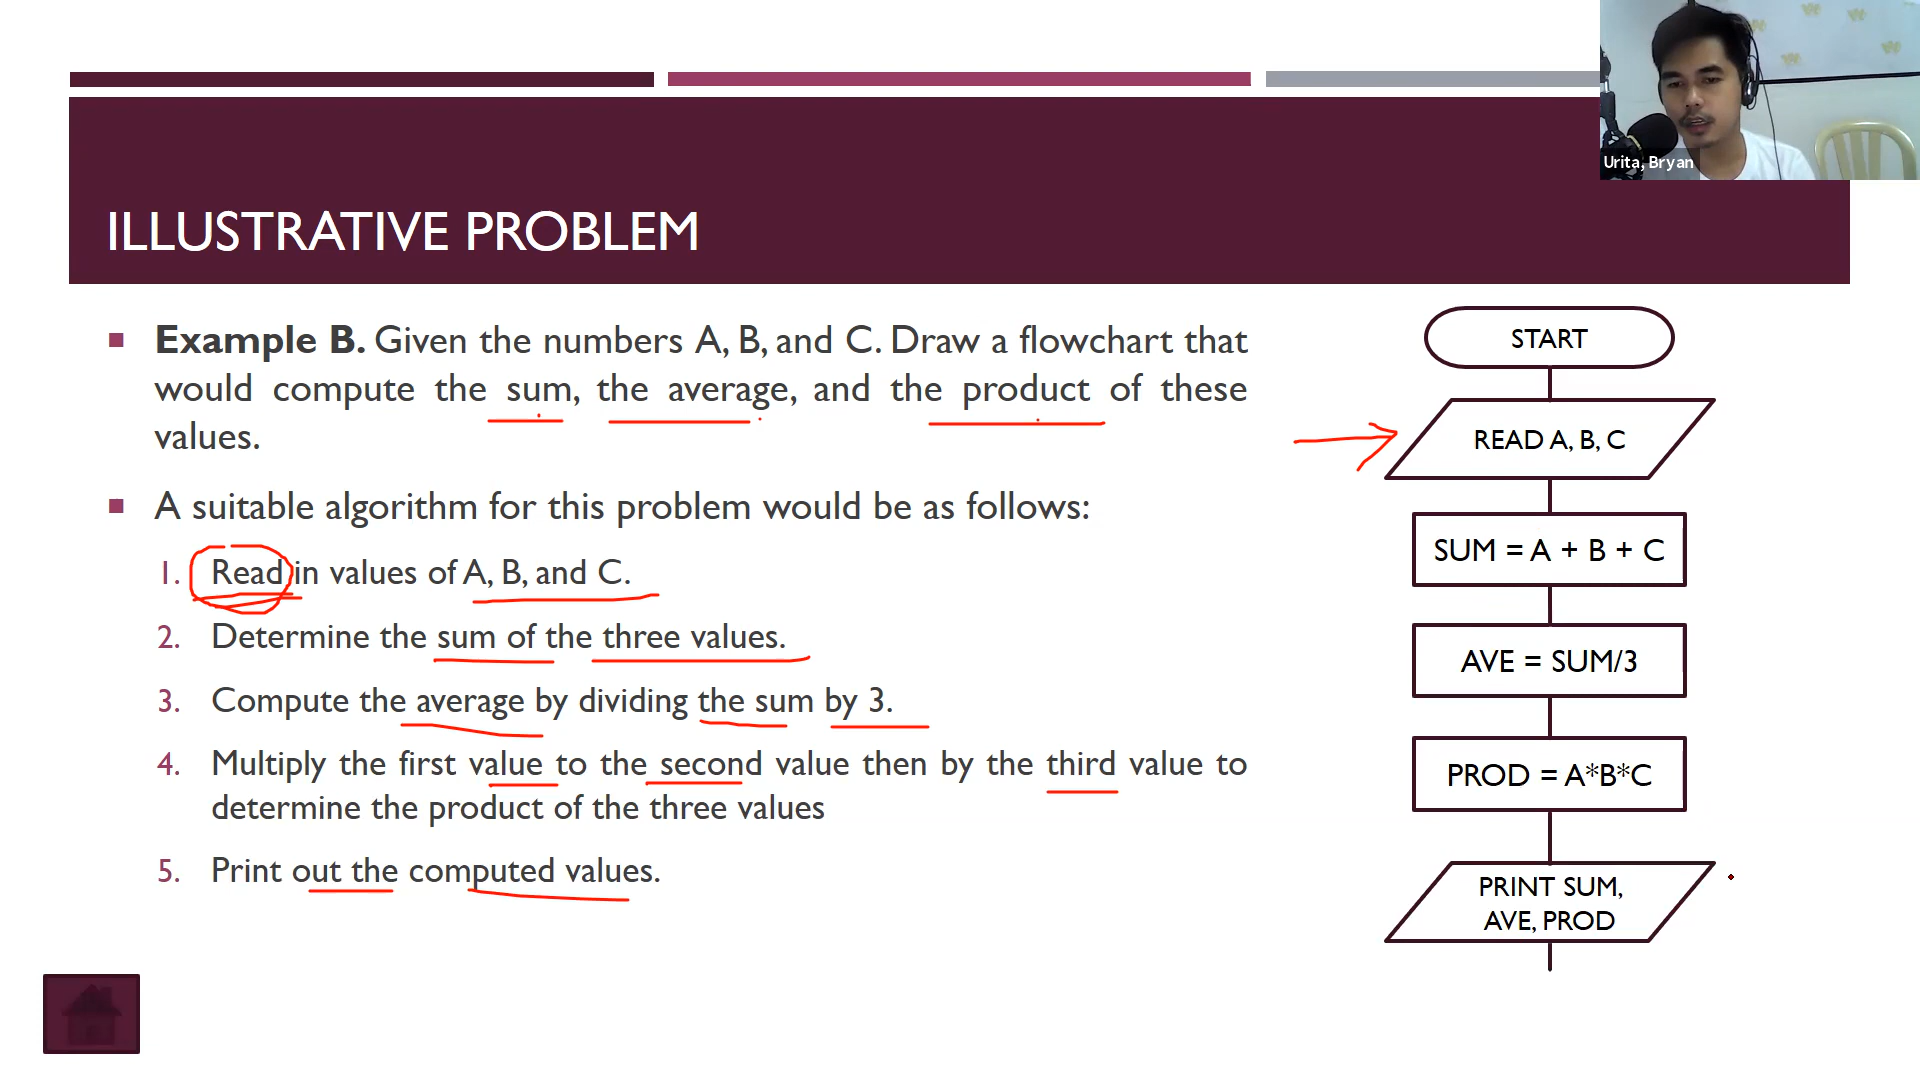 Urita, Bryan
ILLUSTRATIVE PROBLEM
Example B. Given the numbers A, B, and C. Draw a flowchart that
would compute the sum, the average, and the product of these
values.
A suitable algorithm for this problem would be as follows:
1. Read in values of A, B, and C.
2. Determine the sum of the three values.
3. Compute the average by dividing the sum by 3.
4. Multiply the first value to the second value then by the third value to
determine the product of the three values
5. Print out the computed values.
START
READ A, B, C
SUM = A + B + C
AVE = SUM/3
PROD = A*B*C
PRINT SUM,
AVE, PROD